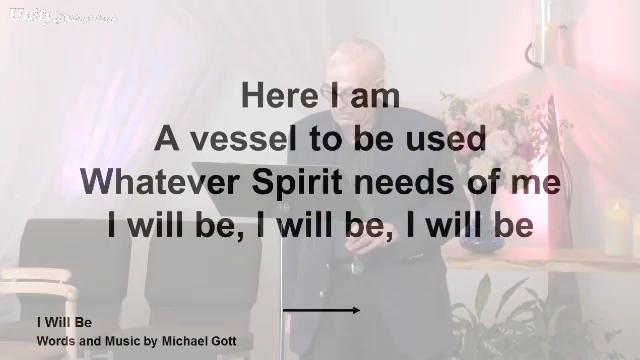 Unity
Here I am
A vessel to be used
Whatever Spirit needs of me
I will be, I will be, I will be
I Will Be
Words and Music by Michael Gott